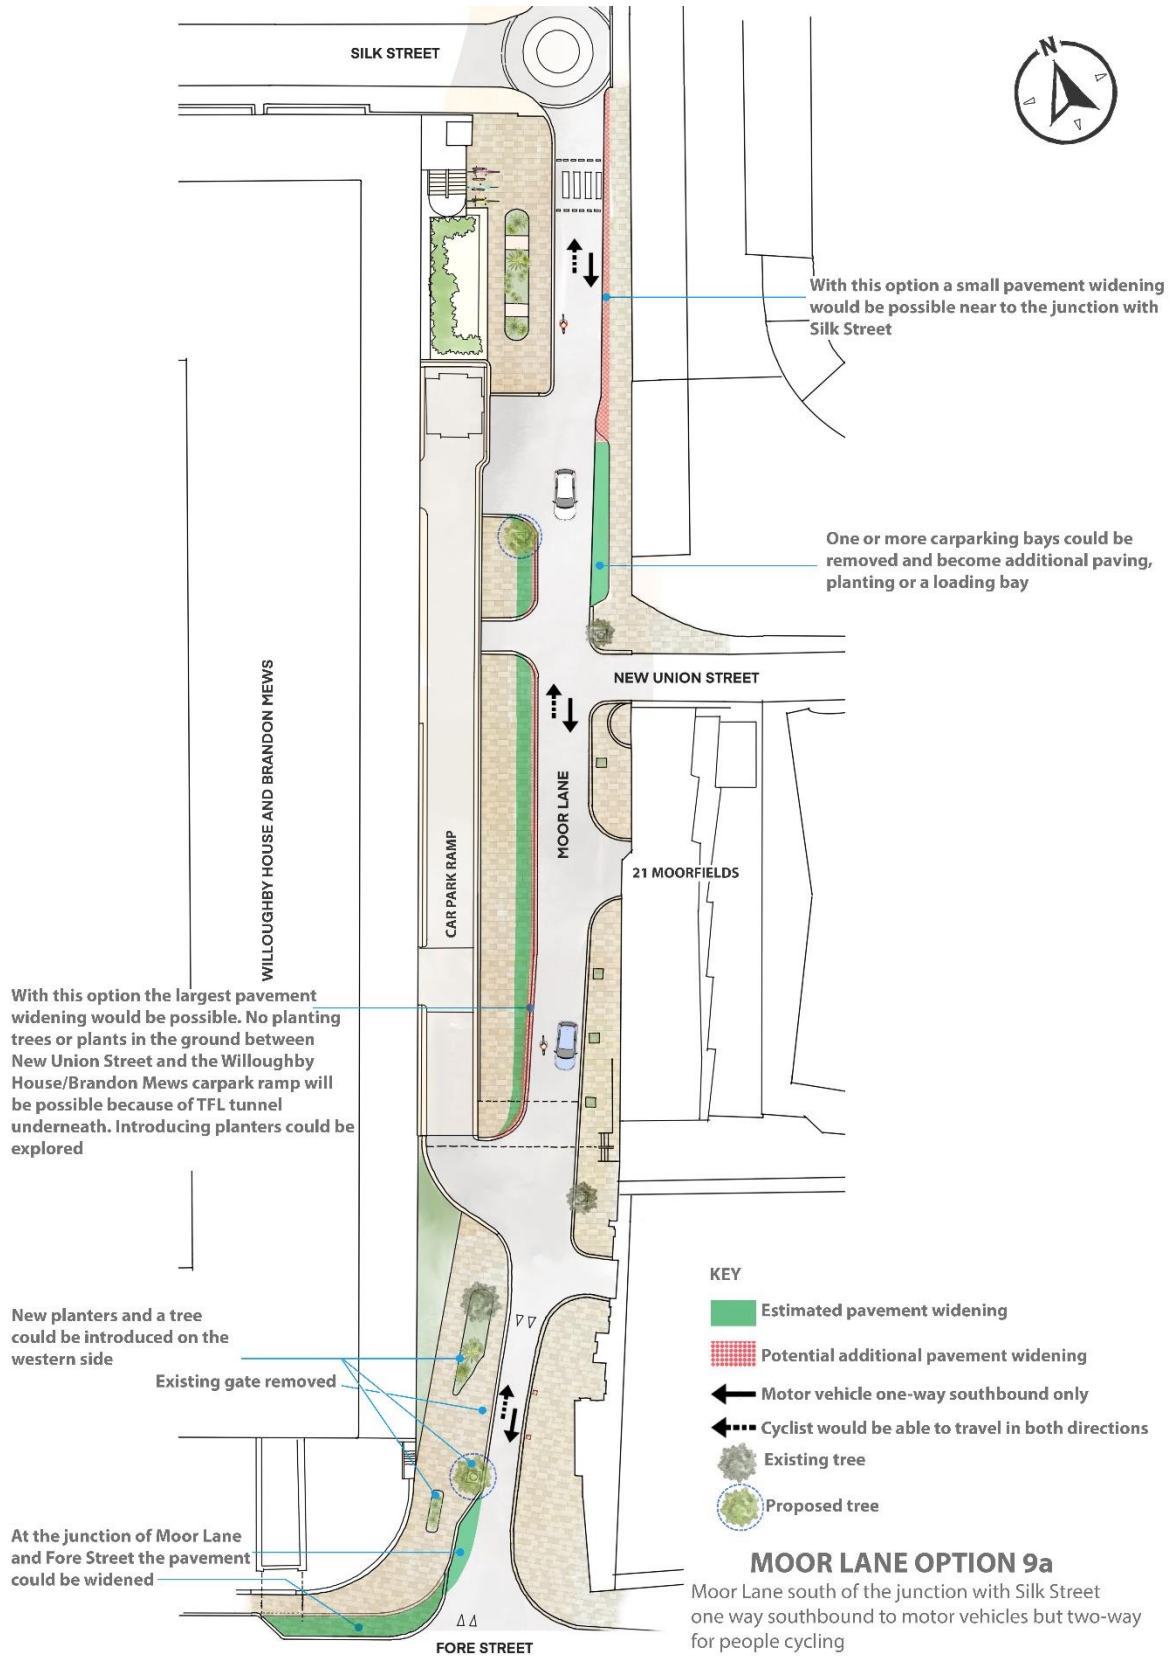 SILK STREET
N
With this option a small pavement widening
would be possible near to the junction with
Silk Street
One or more carparking bays could be
removed and become additional paving,
planting or a loading bay
NEW UNION STREET
WILLOUGHBY HOUSE AND BRANDON MEWS
CAR PARK RAMP
MOOR LANE
21 MOORFIELDS
With this option the largest pavement
widening would be possible. No planting
trees or plants in the ground between
New Union Street and the Willoughby
House/Brandon Mews carpark ramp will
be possible because of TFL tunnel
underneath. Introducing planters could be
explored
New planters and a tree
could be introduced on the
western side
Existing gate removed
At the junction of Moor Lane
and Fore Street the pavement
could be widened
FORE STREET
KEY
Estimated pavement widening
Potential additional pavement widening
Motor vehicle one-way southbound only
Cyclist would be able to travel in both directions
Existing tree
Proposed tree
MOOR LANE OPTION 9a
Moor Lane south of the junction with Silk Street
one way southbound to motor vehicles but two-way
for people cycling